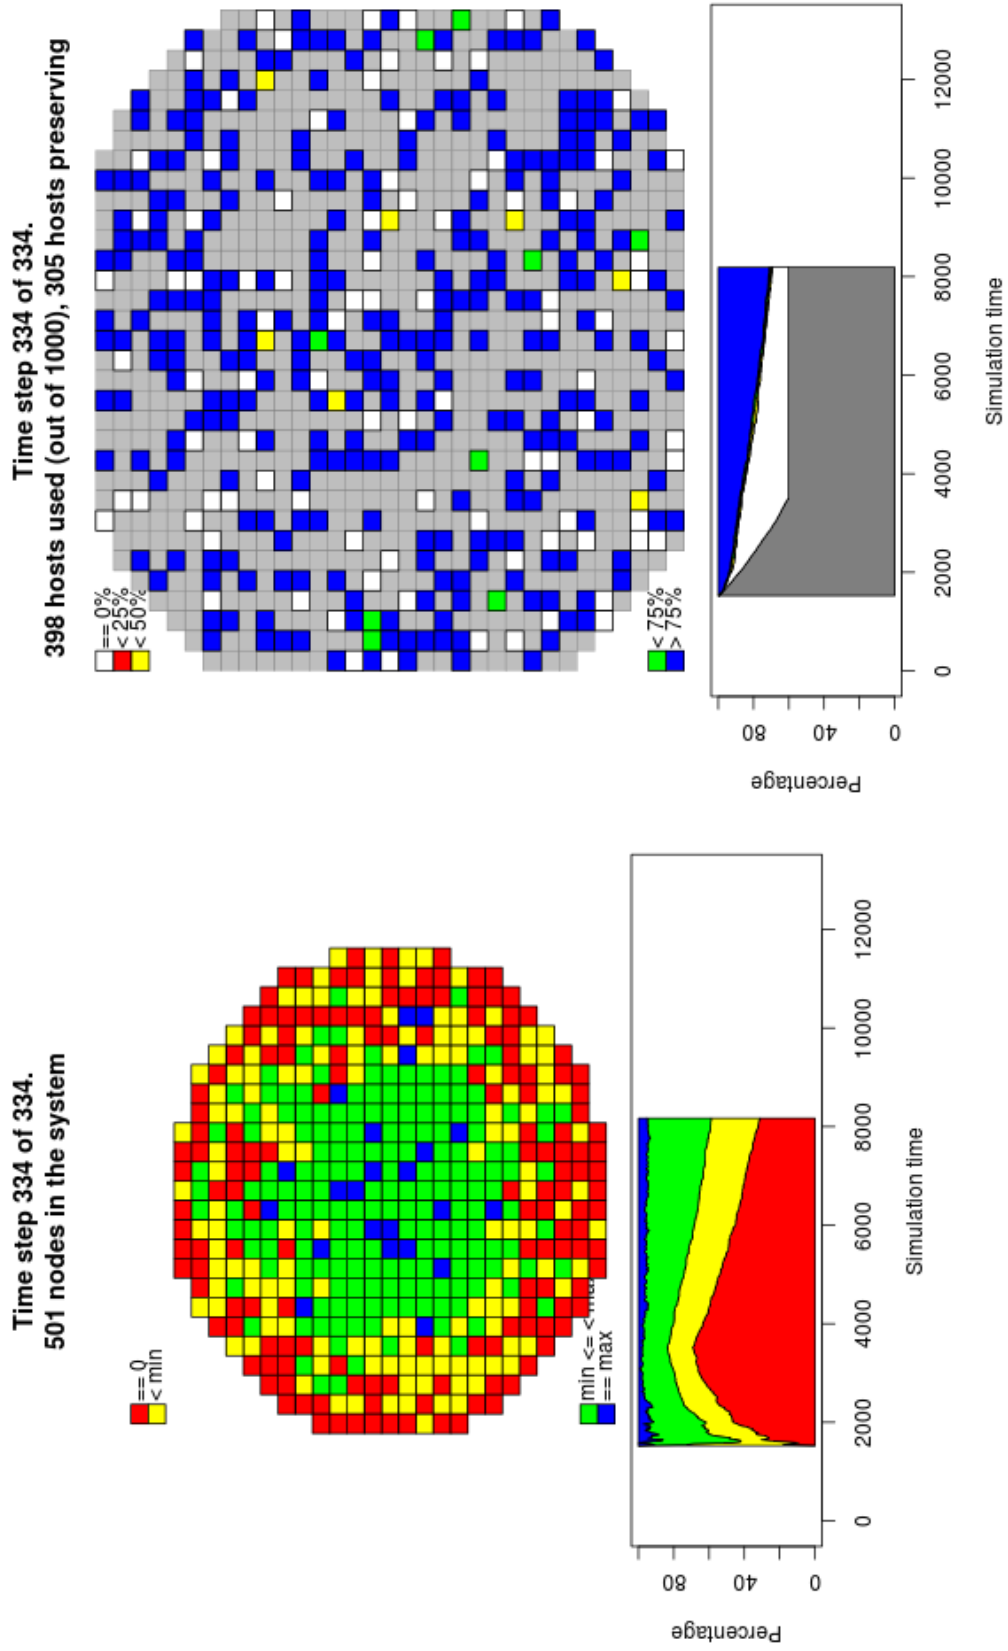 Time step 334 of 334.
501 nodes in the system
== 0
< min
min <= <
== max
Percentage
0
40
80
0
2000
4000
6000
8000
10000
12000
Simulation time
Time step 334 of 334.
398 hosts used (out of 1000), 305 hosts preserving
== 0%
< 25%
< 50%
< 75%
> 75%
Percentage
0
40
80
0
2000
4000
6000
8000
10000
12000
Simulation time